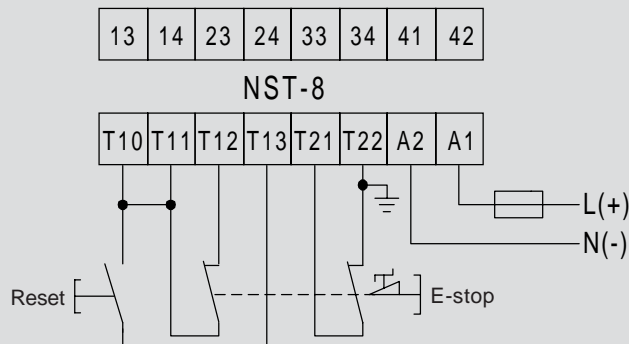 13 14 23 24 33 34 41 42
NST-8
T10 T11 T12 T13 T21 T22 A2 A1
L(+)
N(-)
Reset
E-stop